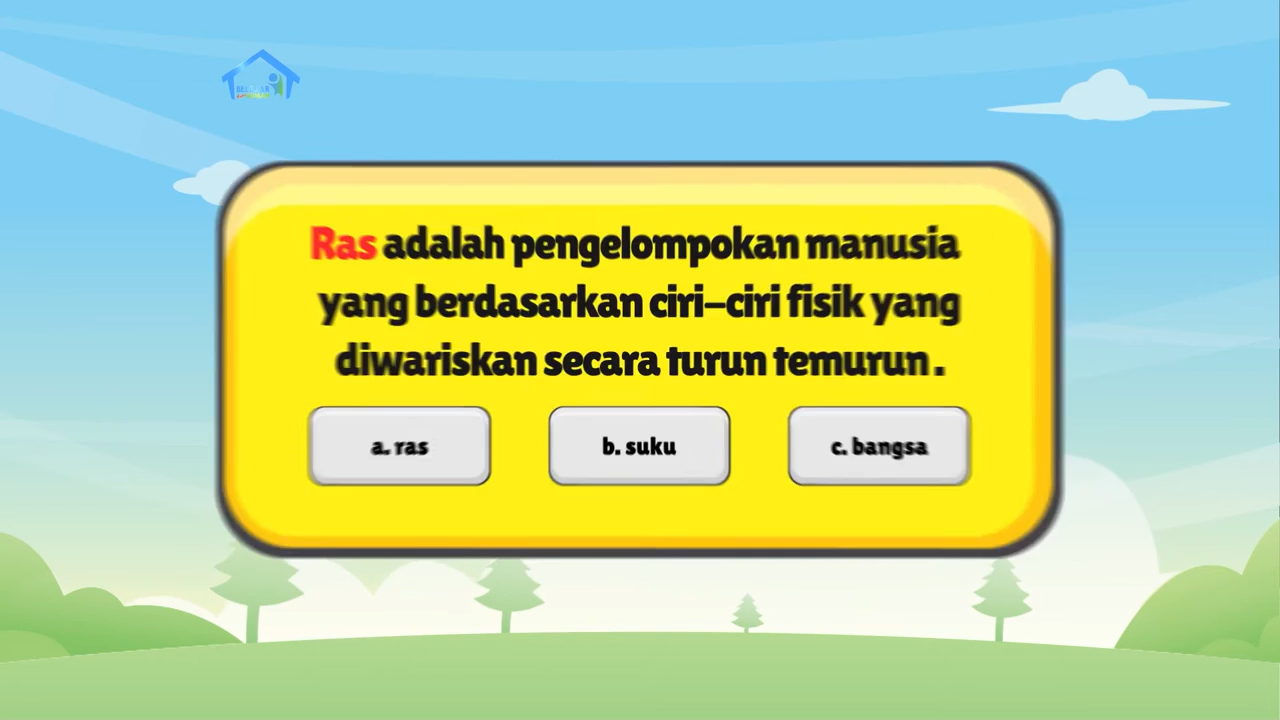 Ras adalah pengelompokan manusia
yang berdasarkan ciri-ciri fisik yang
diwariskan secara turun temurun.
a. ras
b. suku
c. bangsa